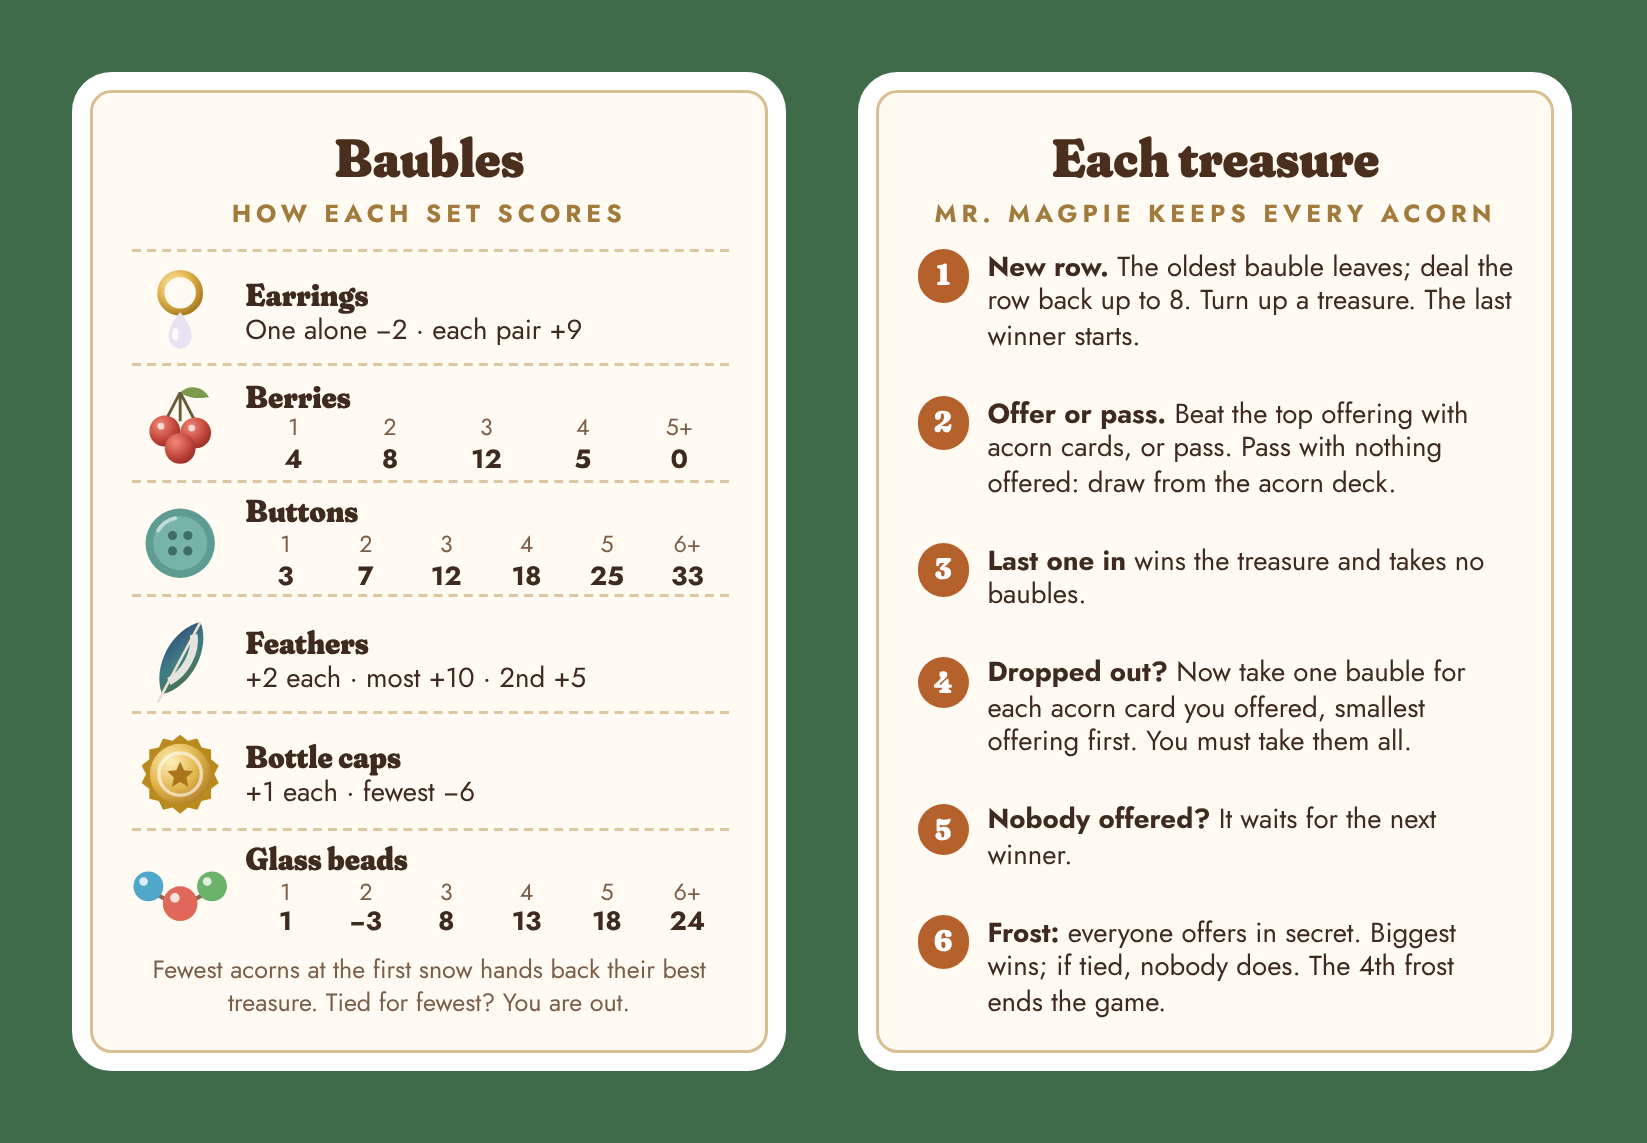 Baubles
HOW EACH SET SCORES
Earrings
One alone −2 · each pair +9
Berries
1 2 3 4 5+
4 8 12 5 0
Buttons
1 2 3 4 5 6+
3 7 12 18 25 33
Feathers
+2 each · most +10 · 2nd +5
Bottle caps
+1 each · fewest −6
Glass beads
1 2 3 4 5 6+
1 −3 8 13 18 24
Fewest acorns at the first snow hands back their best
treasure. Tied for fewest? You are out.
Each treasure
MR. MAGPIE KEEPS EVERY ACORN
1 New row. The oldest bauble leaves; deal the
row back up to 8. Turn up a treasure. The last
winner starts.
2 Offer or pass. Beat the top offering with
acorn cards, or pass. Pass with nothing
offered: draw from the acorn deck.
3 Last one in wins the treasure and takes no
baubles.
4 Dropped out? Now take one bauble for
each acorn card you offered, smallest
offering first. You must take them all.
5 Nobody offered? It waits for the next
winner.
6 Frost: everyone offers in secret. Biggest
wins; if tied, nobody does. The 4th frost
ends the game.